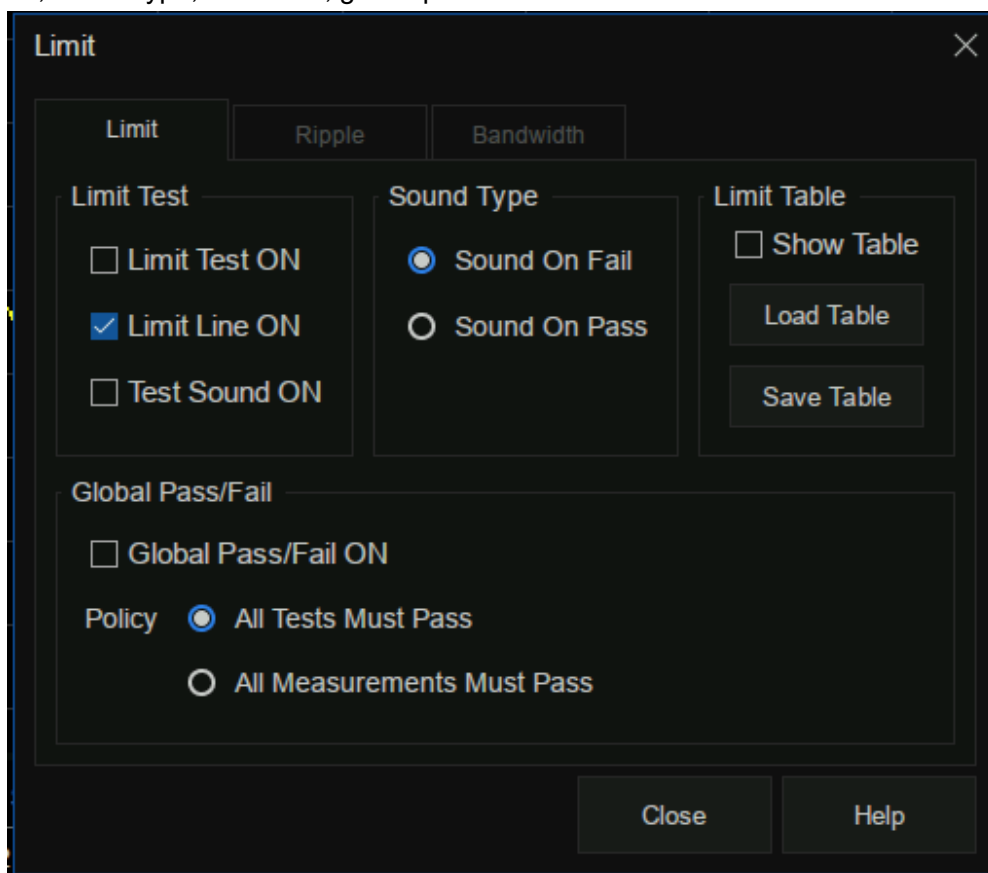 Limit
Limit Ripple Bandwidth
Limit Test
Limit Test ON
Limit Line ON
Test Sound ON
Sound Type
Sound On Fail
Sound On Pass
Limit Table
Show Table
Load Table
Save Table
Global Pass/Fail
Global Pass/Fail ON
Policy All Tests Must Pass
All Measurements Must Pass
Close Help